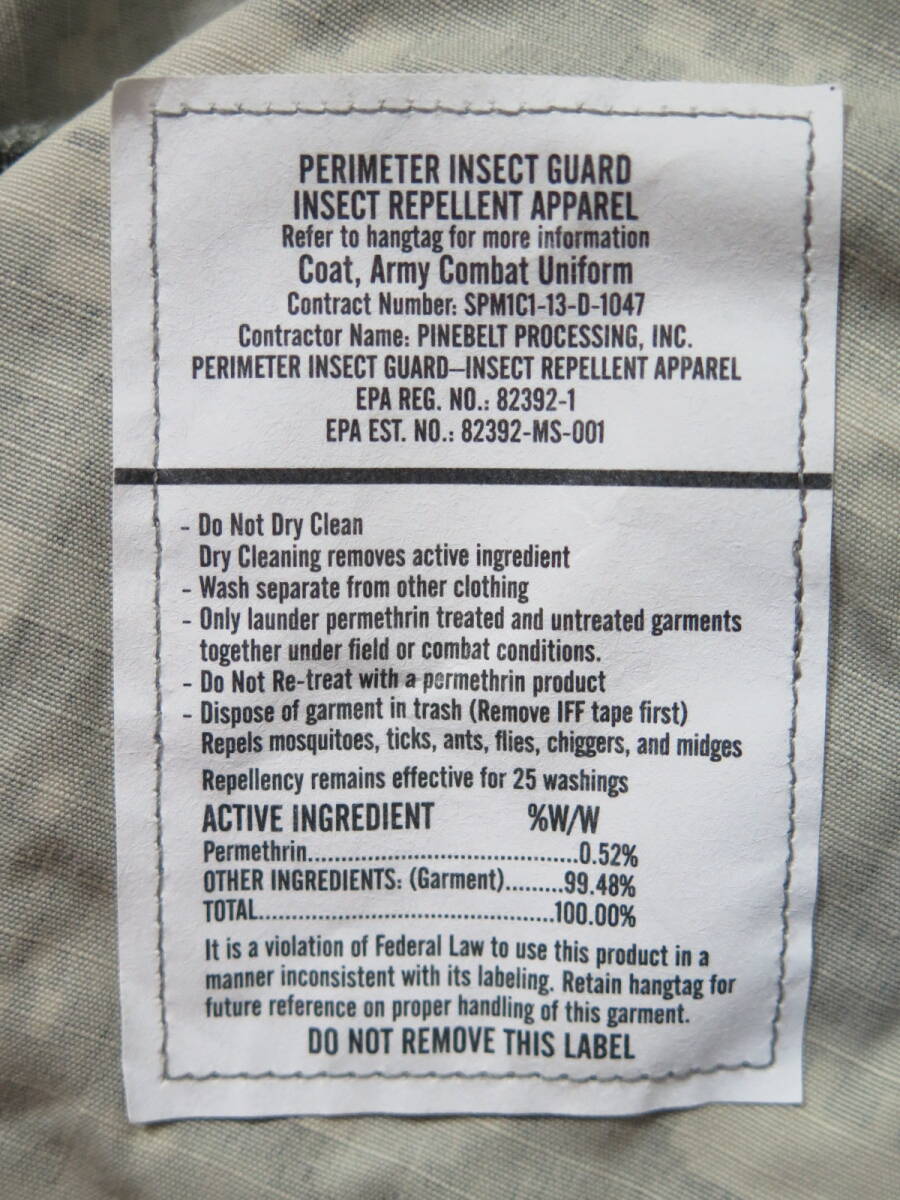 PERIMETER INSECT GUARD
INSECT REPELLENT APPAREL
Refer to hangtag for more information
Coat, Army Combat Uniform
Contract Number: SPM1C1-13-D-1047
Contractor Name: PINEBELT PROCESSING, INC.
PERIMETER INSECT GUARD—INSECT REPELLENT APPAREL
EPA REG. NO.: 82392-1
EPA EST. NO.: 82392-MS-001
- Do Not Dry Clean
Dry Cleaning removes active ingredient
- Wash separate from other clothing
- Only launder permethrin treated and untreated garments
together under field or combat conditions.
- Do Not Re-treat with a permethrin product
- Dispose of garment in trash (Remove IFF tape first)
Repels mosquitoes, ticks, ants, flies, chiggers, and midges
Repellency remains effective for 25 washings
ACTIVE INGREDIENT %W/W
Permethrin..........................................0.52%
OTHER INGREDIENTS: (Garment).........99.48%
TOTAL.............................................100.00%
It is a violation of Federal Law to use this product in a
manner inconsistent with its labeling. Retain hangtag for
future reference on proper handling of this garment.
DO NOT REMOVE THIS LABEL